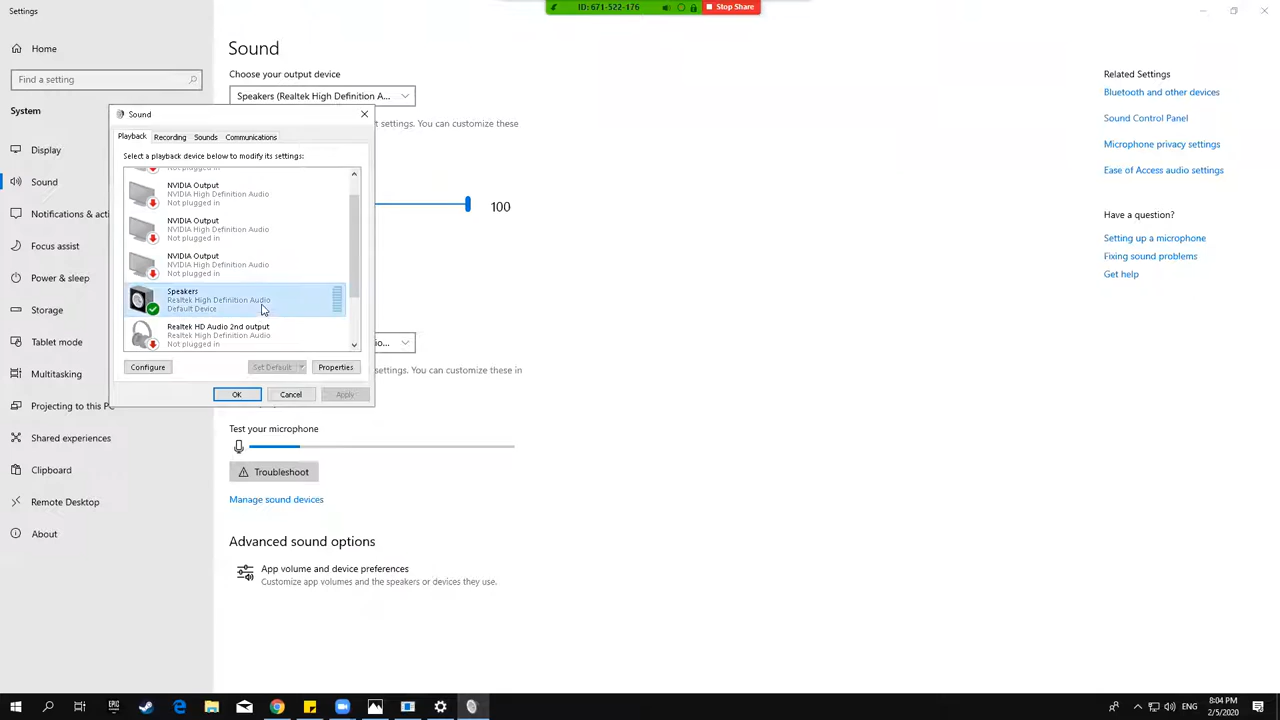 Settings
ID: 671-522-176
Stop Share
Home
Find a setting
System
Display
Sound
Notifications & acti
Focus assist
Power & sleep
Storage
Tablet mode
Multitasking
Projecting to this P
Shared experiences
Clipboard
Remote Desktop
About
Sound
Choose your output device
Speakers (Realtek High Definition A...
t settings. You can customize these
100
Sound
Playback
Recording
Sounds
Communications
Select a playback device below to modify its settings:
Not plugged in
NVIDIA Output
NVIDIA High Definition Audio
Not plugged in
NVIDIA Output
NVIDIA High Definition Audio
Not plugged in
NVIDIA Output
NVIDIA High Definition Audio
Not plugged in
Speakers
Realtek High Definition Audio
Default Device
Realtek HD Audio 2nd output
Realtek High Definition Audio
Not plugged in
Configure
Set Default
Properties
OK
Cancel
Apply
io...
settings. You can customize these in
Test your microphone
Troubleshoot
Manage sound devices
Advanced sound options
App volume and device preferences
Customize app volumes and the speakers or devices they use.
Related Settings
Bluetooth and other devices
Sound Control Panel
Microphone privacy settings
Ease of Access audio settings
Have a question?
Setting up a microphone
Fixing sound problems
Get help
EPIC
ENG
8:04 PM
2/5/2020